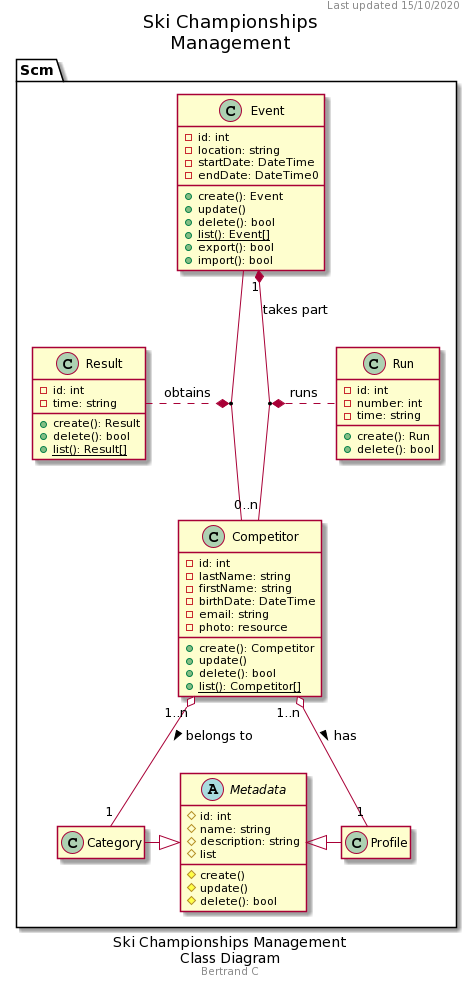 Last updated 15/10/2020
Ski Championships
Management
Scm
C Event
id: int
location: string
startDate: DateTime
endDate: DateTime0
create(): Event
update()
delete(): bool
list(): Event[]
export(): bool
import(): bool
1
takes part
C Result
id: int
time: string
create(): Result
delete(): bool
list(): Result[]
obtains
runs
C Run
id: int
number: int
time: string
create(): Run
delete(): bool
0..n
C Competitor
id: int
lastName: string
firstName: string
birthDate: DateTime
email: string
photo: resource
create(): Competitor
update()
delete(): bool
list(): Competitor[]
1..n
1..n
belongs to
has
1
1
C Category
A Metadata
id: int
name: string
description: string
list
create()
update()
delete(): bool
C Profile
Ski Championships Management
Class Diagram
Bertrand C